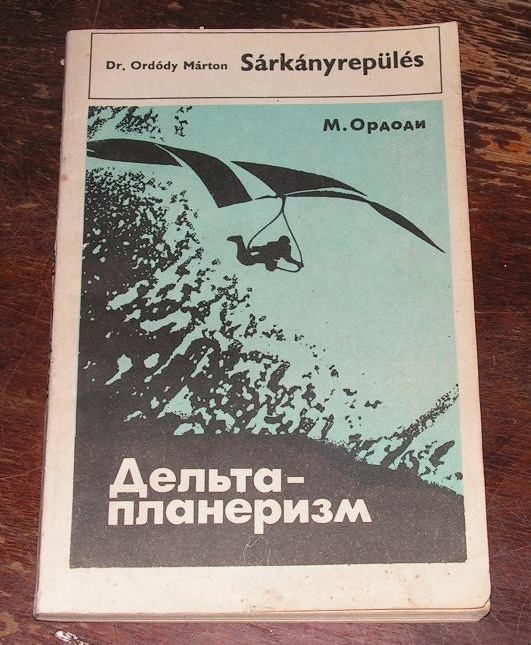 Dr. Ordódy Márton Sárkányrepülés
М.Ордоди
Дельта-
планеризм